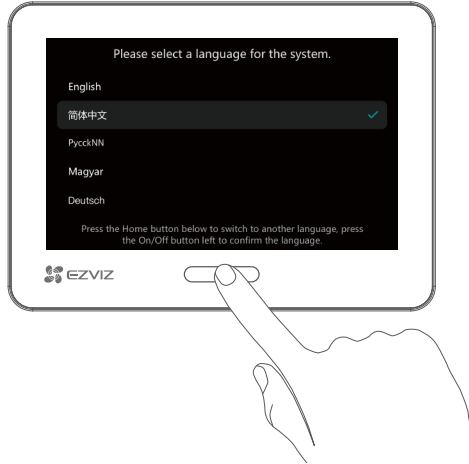 Please select a language for the system.
English
简体中文
PycckNN
Magyar
Deutsch
Press the Home button below to switch to another language, press
the On/Off button left to confirm the language.
EZVIZ